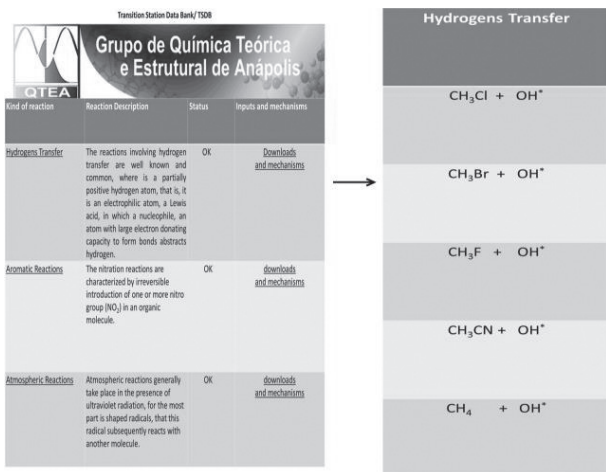 Transition Station Data Bank/ TSDB
QTEA
Grupo de Química Teórica
e Estrutural de Anápolis
Kind of reaction Reaction Description Status Inputs and mechanisms
Hydrogens Transfer The reactions involving hydrogen OK Downloads
transfer are well known and and mechanisms
common, where is a partially
positive hydrogen atom, that is, it
is an electrophilic atom, a Lewis
acid, in which a nucleophile, an
atom with large electron donating
capacity to form bonds abstracts
hydrogen.
Aromatic Reactions The nitration reactions are OK downloads
characterized by irreversible and mechanisms
introduction of one or more nitro
group (NO₂) in an organic
molecule.
Atmospheric Reactions Atmospheric reactions generally OK downloads
take place in the presence of and mechanisms
ultraviolet radiation, for the most
part is shaped radicals, that this
radical subsequently reacts with
another molecule.
Hydrogens Transfer
CH₃Cl + OH*
CH₃Br + OH*
CH₃F + OH*
CH₃CN + OH*
CH₄ + OH*